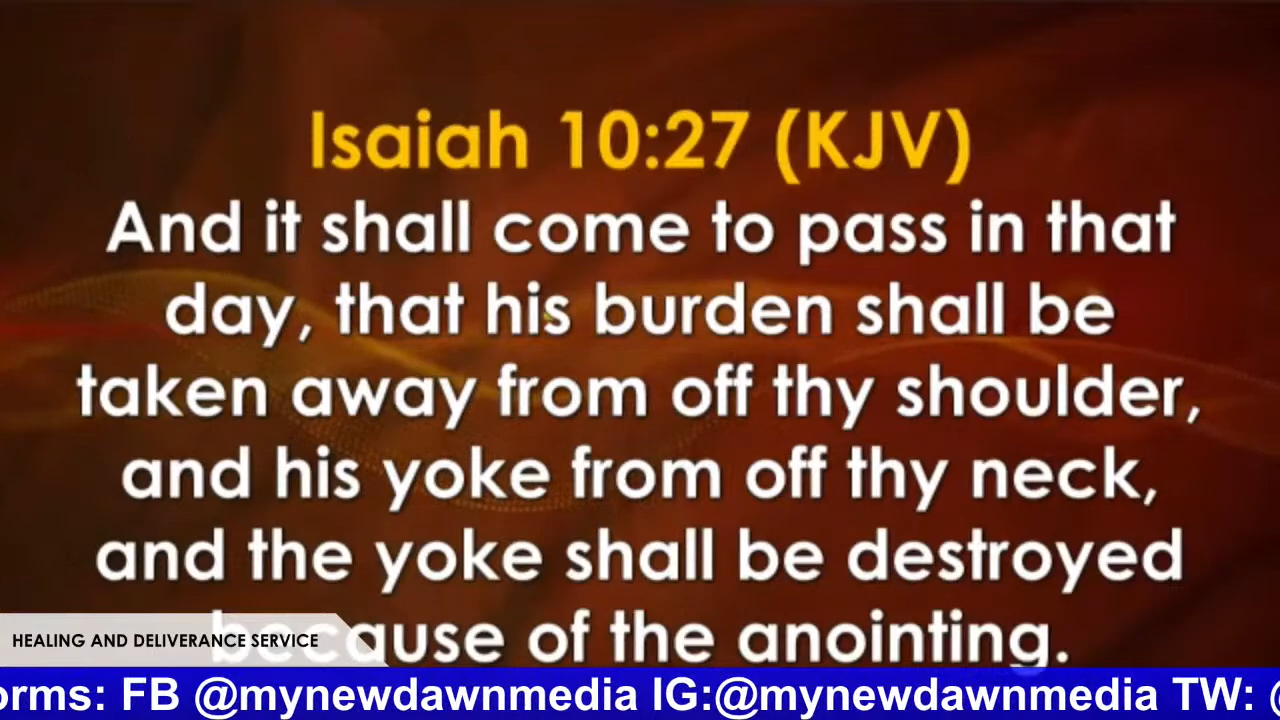 Isaiah 10:27 (KJV)
And it shall come to pass in that
day, that his burden shall be
taken away from off thy shoulder,
and his yoke from off thy neck,
and the yoke shall be destroyed
because of the anointing.
HEALING AND DELIVERANCE SERVICE
orms: FB @mynewdawnmedia IG:@mynewdawnmedia TW: @